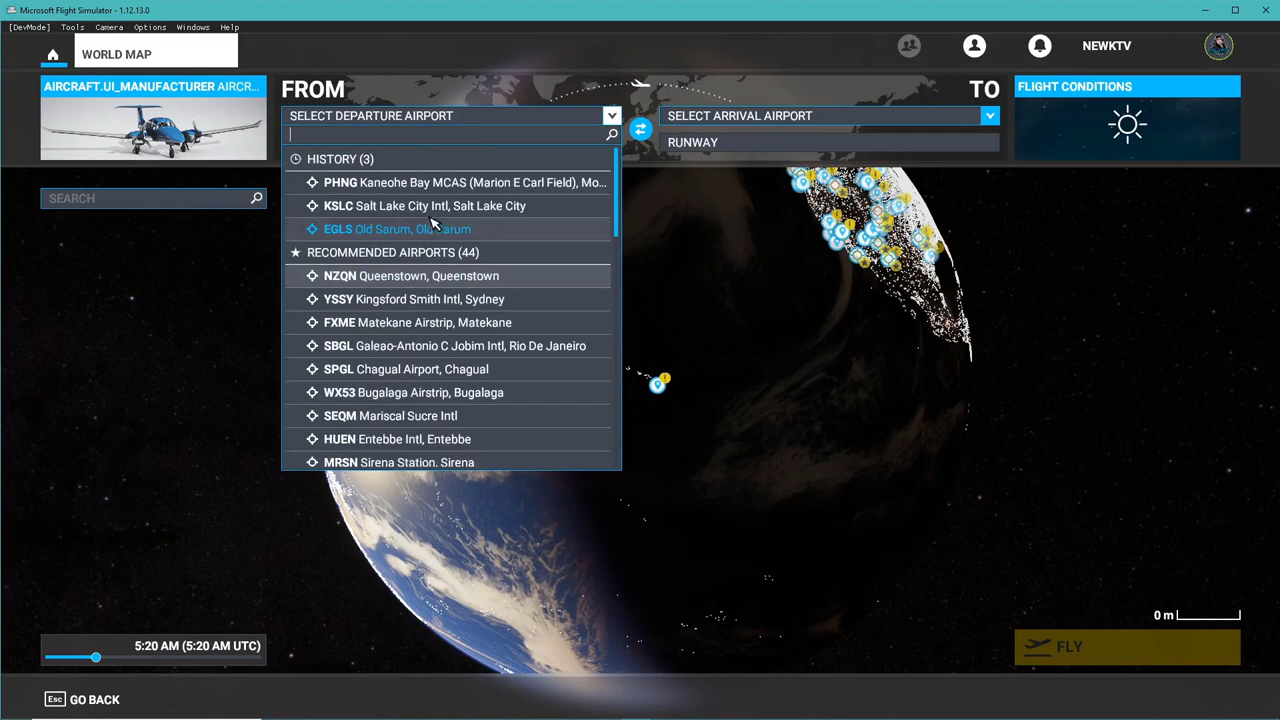 Microsoft Flight Simulator - 1.12.13.0
[DevMode] Tools Camera Options Windows Help
WORLD MAP
NEWKTV
AIRCRAFT.UI_MANUFACTURER AIRCR...
FROM
TO
FLIGHT CONDITIONS
SELECT DEPARTURE AIRPORT
SELECT ARRIVAL AIRPORT
RUNWAY
SEARCH
HISTORY (3)
PHNG Kaneohe Bay MCAS (Marion E Carl Field), Mo...
KSLC Salt Lake City Intl, Salt Lake City
EGLS Old Sarum, Old Sarum
RECOMMENDED AIRPORTS (44)
NZQN Queenstown, Queenstown
YSSY Kingsford Smith Intl, Sydney
FXME Matekane Airstrip, Matekane
SBGL Galeao-Antonio C Jobim Intl, Rio De Janeiro
SPGL Chagual Airport, Chagual
WX53 Bugalaga Airstrip, Bugalaga
SEQM Mariscal Sucre Intl
HUEN Entebbe Intl, Entebbe
MRSN Sirena Station, Sirena
0 m
5:20 AM (5:20 AM UTC)
FLY
Esc GO BACK